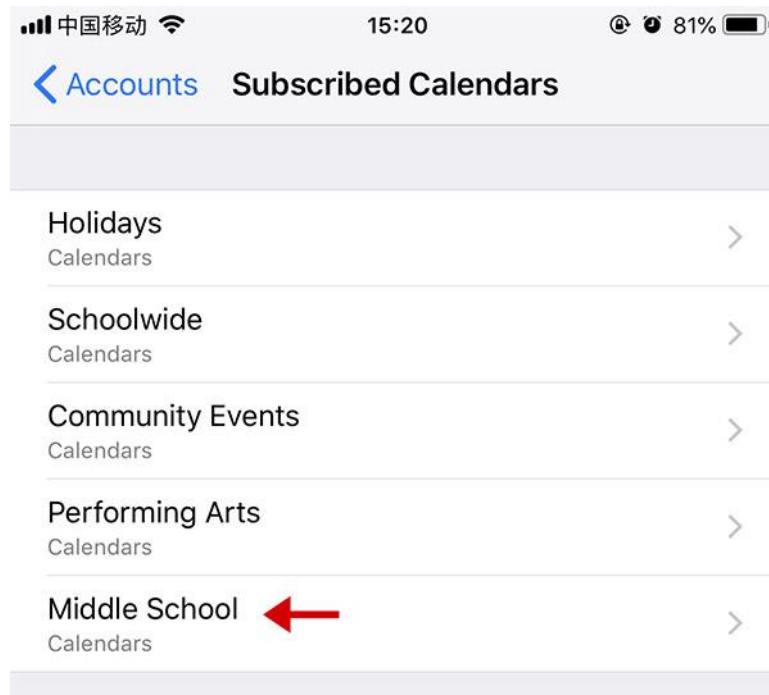 中国移动 15:20 81%
Accounts Subscribed Calendars
Holidays
Calendars
Schoolwide
Calendars
Community Events
Calendars
Performing Arts
Calendars
Middle School
Calendars